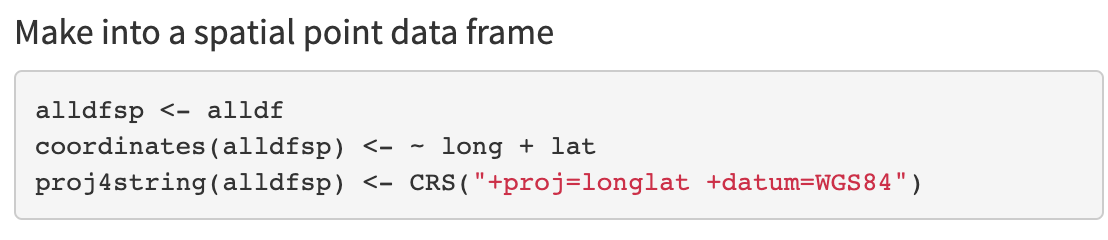 Make into a spatial point data frame
alldfsp <- alldf
coordinates(alldfsp) <- ~ long + lat
proj4string(alldfsp) <- CRS("+proj=longlat +datum=WGS84")